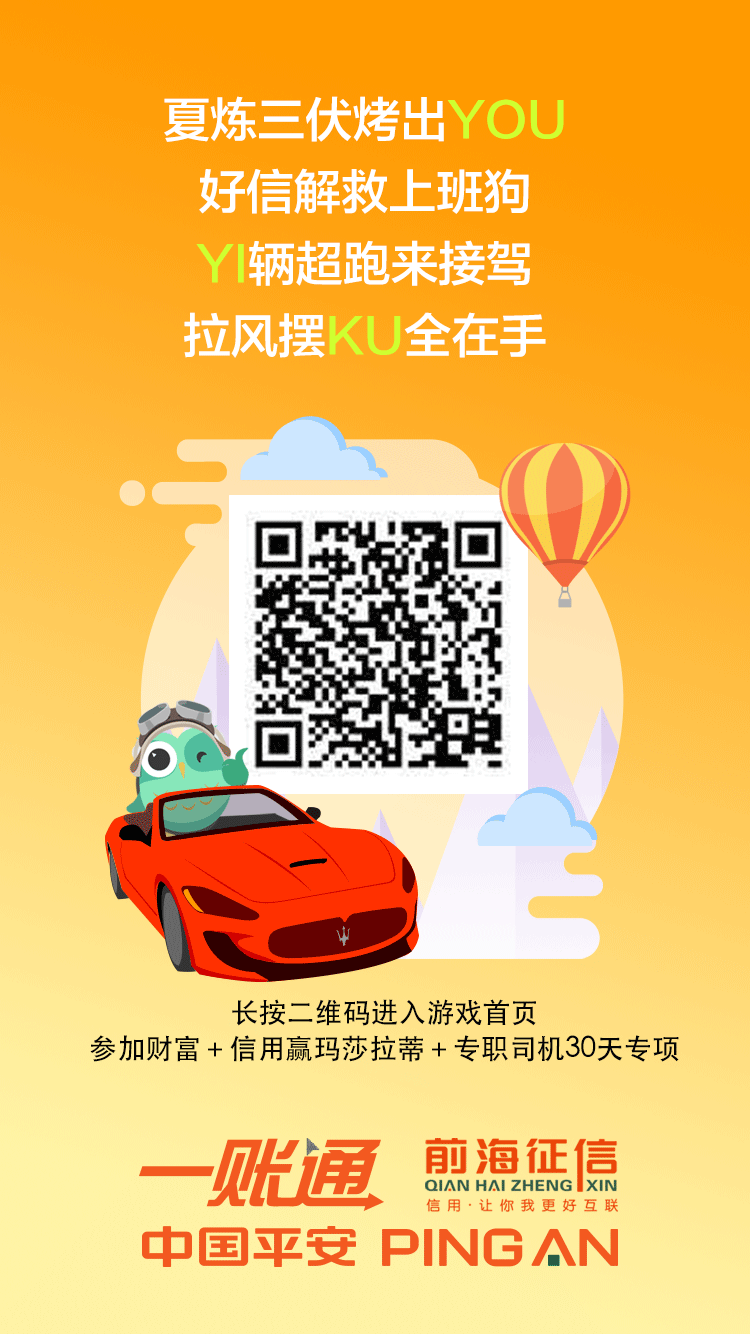 夏炼三伏烤出YOU
好信解救上班狗
YI辆超跑来接驾
拉风摆KU全在手
长按二维码进入游戏首页
参加财富+信用赢玛莎拉蒂+专职司机30天专项
一账通
前海征信
QIAN HAI ZHENG XIN
信用·让你我更好互联
中国平安 PING AN